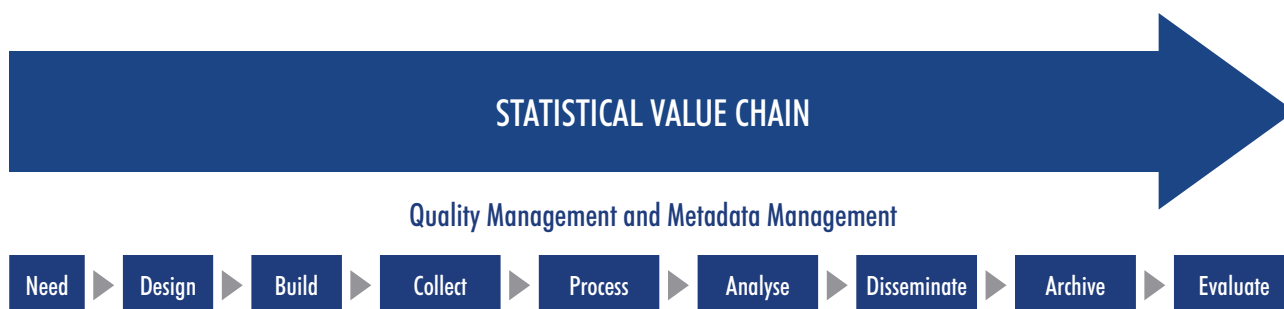 STATISTICAL VALUE CHAIN
Quality Management and Metadata Management
Need Design Build Collect Process Analyse Disseminate Archive Evaluate